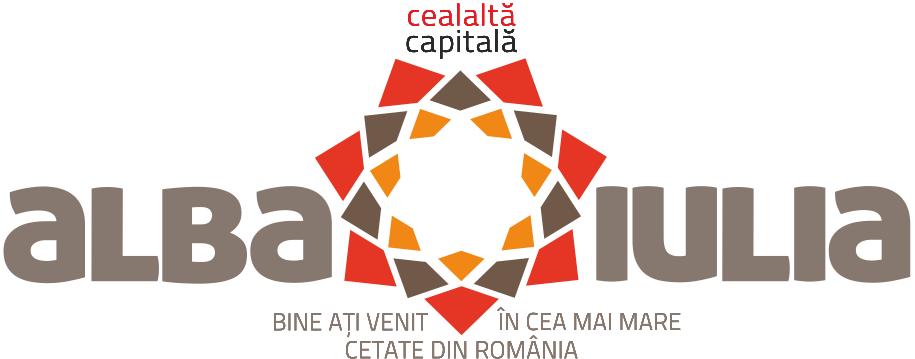 cealaltă
capitală
aLBa IULIa
BINE AȚI VENIT ÎN CEA MAI MARE
CETATE DIN ROMÂNIA